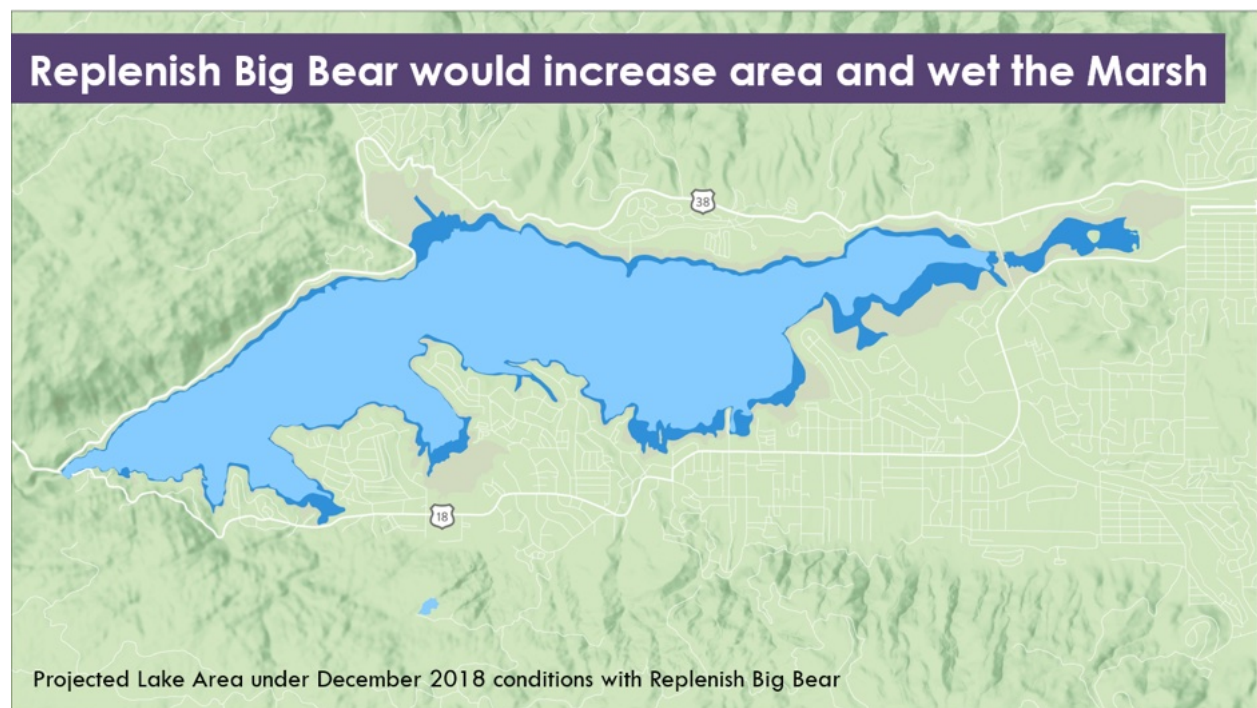 Replenish Big Bear would increase area and wet the Marsh
38
18
Projected Lake Area under December 2018 conditions with Replenish Big Bear